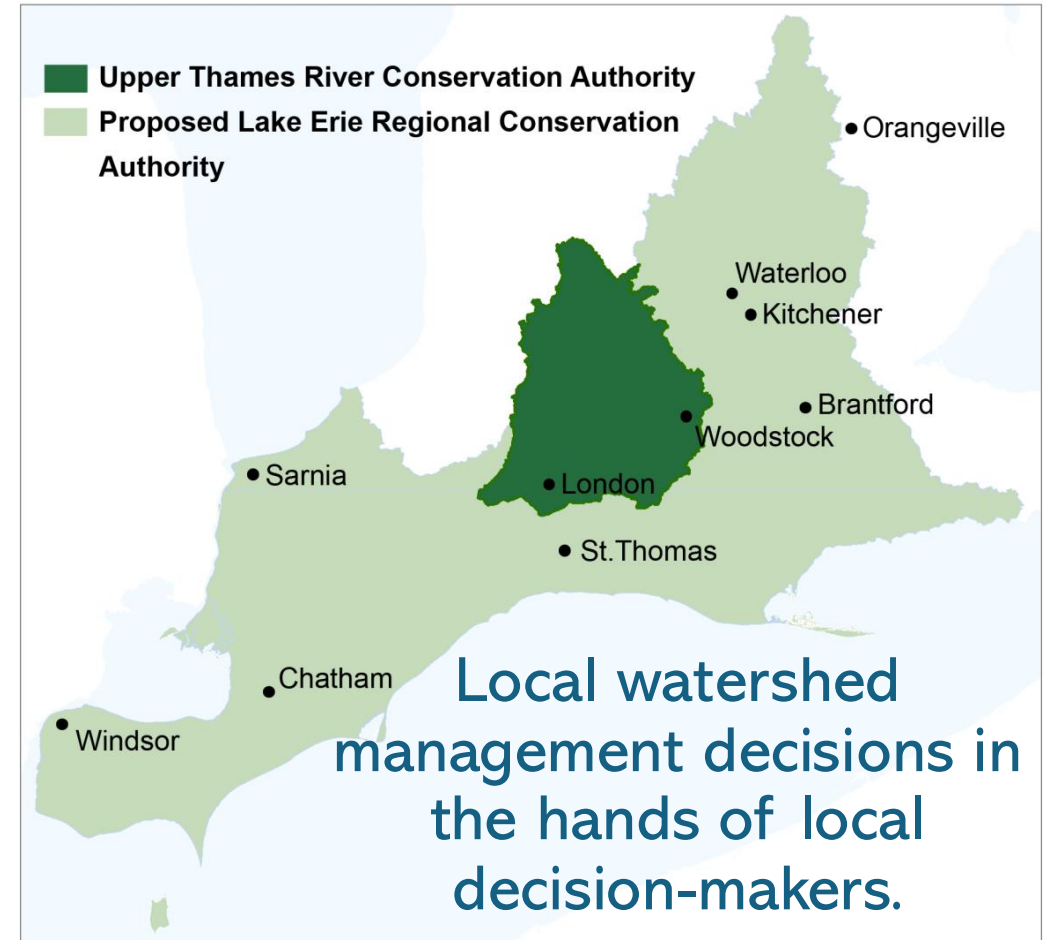 Upper Thames River Conservation Authority
Proposed Lake Erie Regional Conservation
Authority
Orangeville
Waterloo
Kitchener
Brantford
Woodstock
Sarnia
London
St.Thomas
Chatham
Windsor
Local watershed
management decisions in
the hands of local
decision-makers.